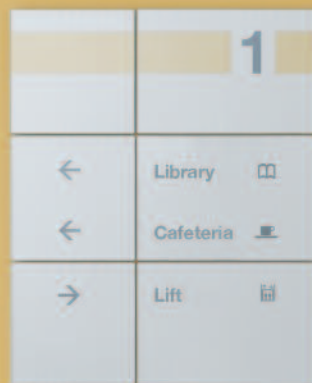 1
← Library
← Cafeteria
→ Lift